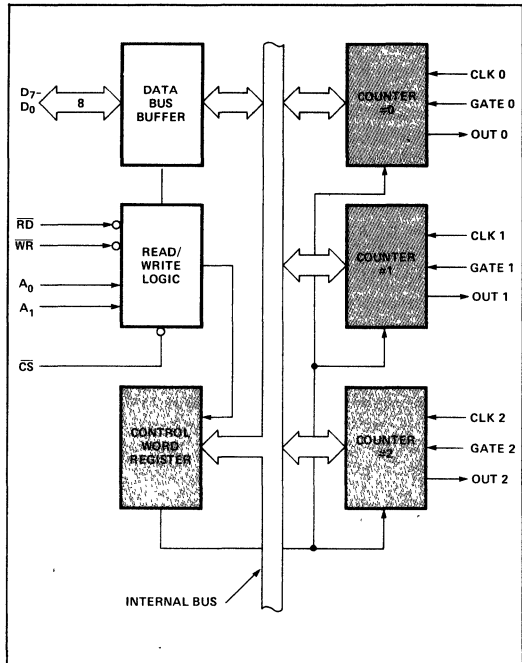 D7–
D0
8
DATA
BUS
BUFFER
COUNTER
#0
CLK 0
GATE 0
OUT 0
RD
WR
A0
A1
CS
READ/
WRITE
LOGIC
COUNTER
#1
CLK 1
GATE 1
OUT 1
CONTROL
WORD
REGISTER
COUNTER
#2
CLK 2
GATE 2
OUT 2
INTERNAL BUS